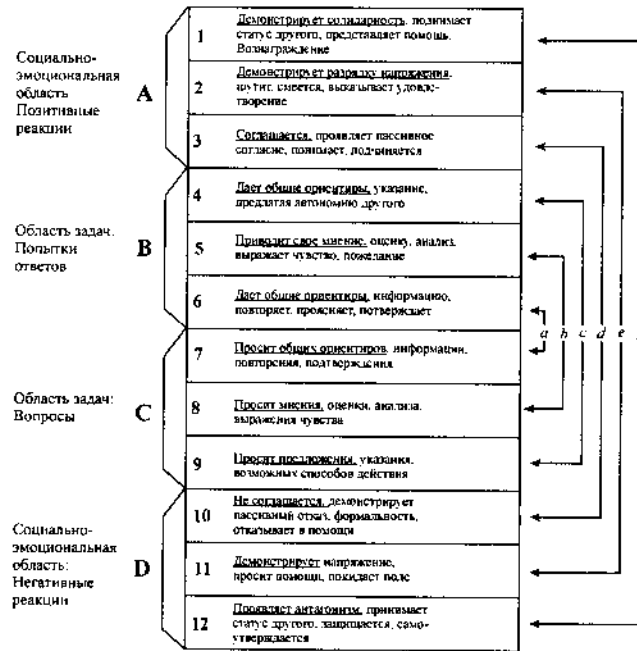 Социально-
эмоциональная
область
Позитивные
реакции
A
1
Демонстрирует солидарность, поднимает
статус другого, представляет помощь.
Вознаграждение
2
Демонстрирует разрядку напряжения,
шутит, смеется, выказывает удовле-
творение
3
Соглашается, проявляет пассивное
согласие, понимает, подчиняется
Область задач.
Попытки
ответов
B
4
Дает общие ориентиры, указание,
предлагая автономию другого
5
Приводит свое мнение, оценку, анализ,
выражает чувство, пожелание
6
Дает общие ориентиры, информацию,
повторяет, проясняет, потверждает
Область задач:
Вопросы
C
7
Просит общих ориентиров, информации,
повторения, подтверждения
8
Просит мнения, оценки, анализа,
выражения чувства
9
Просит предложения, указания,
возможных способов действия
Социально-
эмоциональная
область:
Негативные
реакции
D
10
Не соглашается, демонстрирует
пассивный отказ, формальность,
отказывает в помощи
11
Демонстрирует напряжение,
просит помощи, покидает поле
12
Проявляет антагонизм, принимает
статус другого, защищается, само-
утверждается
a b c d e